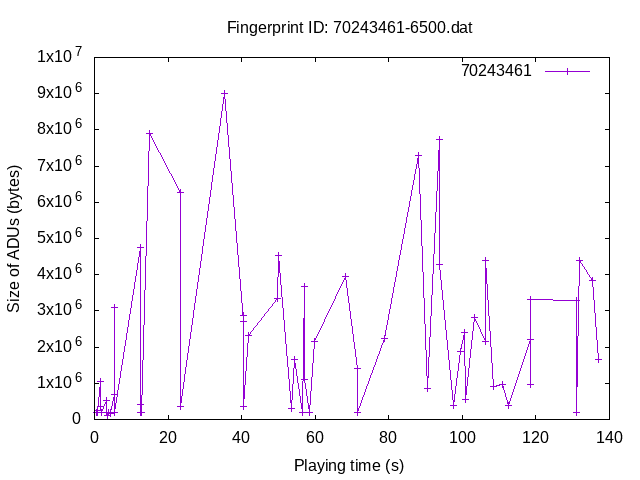 Fingerprint ID: 70243461-6500.dat
70243461
Size of ADUs (bytes)
1x10^7
9x10^6
8x10^6
7x10^6
6x10^6
5x10^6
4x10^6
3x10^6
2x10^6
1x10^6
0
0 20 40 60 80 100 120 140
Playing time (s)